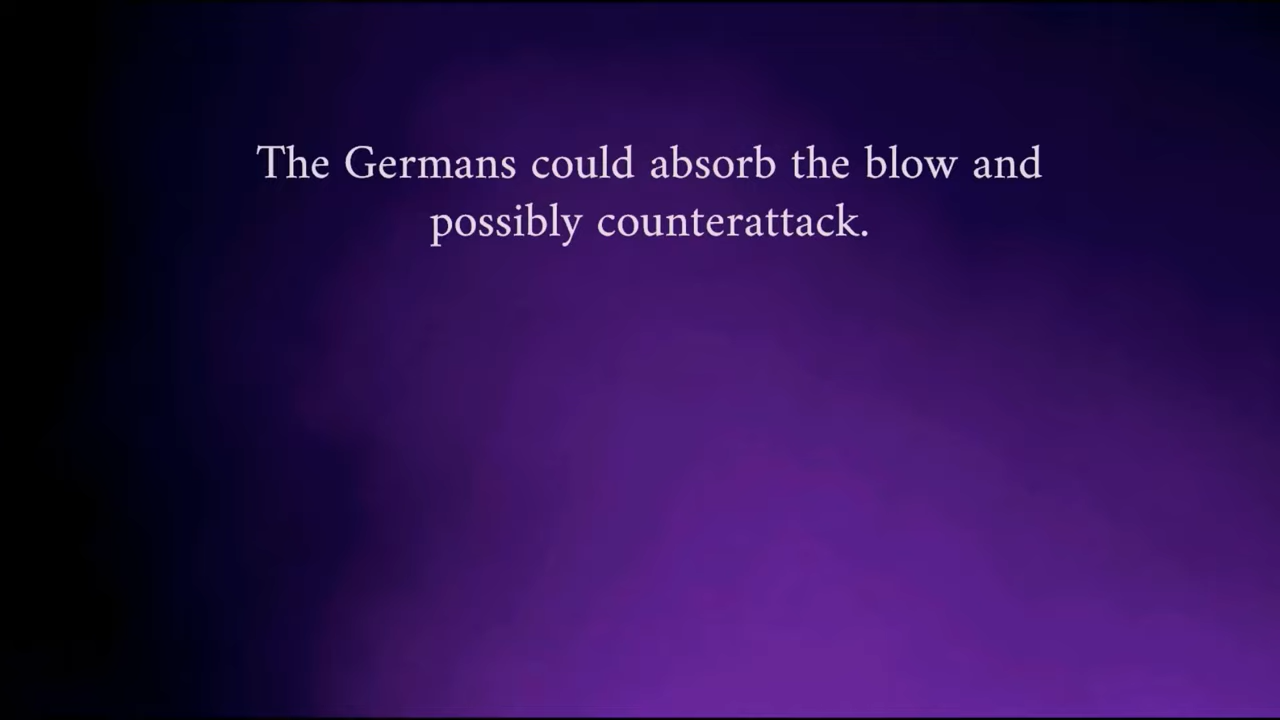 The Germans could absorb the blow and
possibly counterattack.